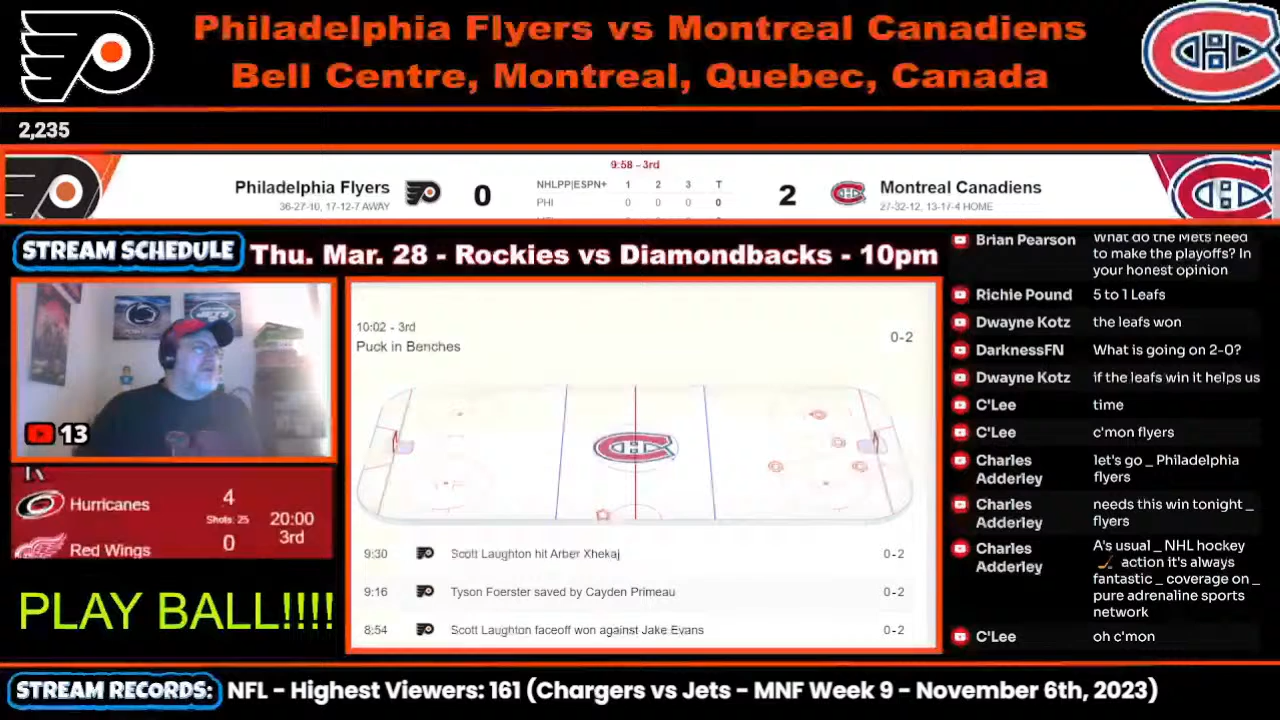 Philadelphia Flyers vs Montreal Canadiens
Bell Centre, Montreal, Quebec, Canada
2,235
9:58 - 3rd
Philadelphia Flyers
36-27-10, 17-12-7 AWAY
0
NHLPP|ESPN+ 1 2 3 T
PHI 0 0 0 0
2
Montreal Canadiens
27-32-12, 13-17-4 HOME
STREAM SCHEDULE
Thu. Mar. 28 - Rockies vs Diamondbacks - 10pm
JETS
13
Hurricanes
4
Shots: 25
20:00
3rd
Red Wings
0
PLAY BALL!!!!
10:02 - 3rd
Puck in Benches
0-2
9:30 Scott Laughton hit Arber Xhekaj 0-2
9:16 Tyson Foerster saved by Cayden Primeau 0-2
8:54 Scott Laughton faceoff won against Jake Evans 0-2
Brian Pearson What do the Mets need
to make the playoffs? In
your honest opinion
Richie Pound 5 to 1 Leafs
Dwayne Kotz the leafs won
DarknessFN What is going on 2-0?
Dwayne Kotz if the leafs win it helps us
C'Lee time
C'Lee c'mon flyers
Charles Adderley let's go _ Philadelphia
flyers
Charles Adderley needs this win tonight _
flyers
Charles Adderley A's usual _ NHL hockey
🏒 action it's always
fantastic _ coverage on _
pure adrenaline sports
network
C'Lee oh c'mon
STREAM RECORDS:
NFL - Highest Viewers: 161 (Chargers vs Jets - MNF Week 9 - November 6th, 2023)